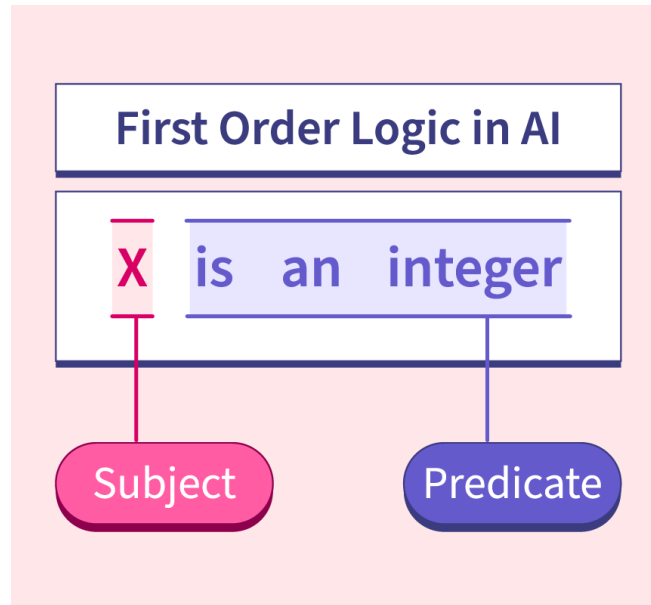 First Order Logic in AI
X is an integer
Subject Predicate